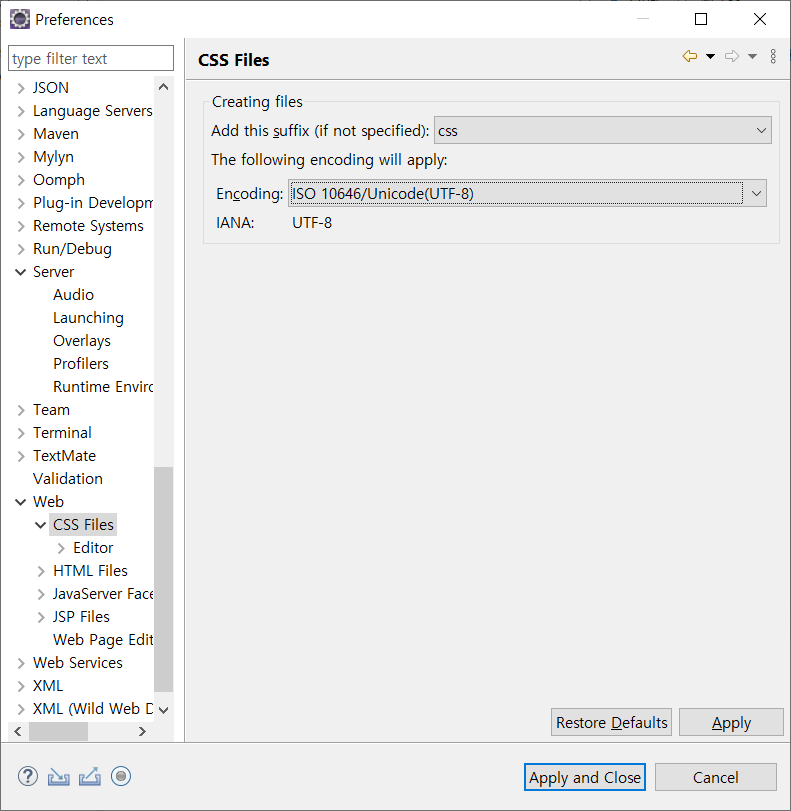 Preferences
type filter text
JSON
Language Servers
Maven
Mylyn
Oomph
Plug-in Developm
Remote Systems
Run/Debug
Server
Audio
Launching
Overlays
Profilers
Runtime Enviro
Team
Terminal
TextMate
Validation
Web
CSS Files
Editor
HTML Files
JavaServer Face
JSP Files
Web Page Edit
Web Services
XML
XML (Wild Web D
CSS Files
Creating files
Add this suffix (if not specified): css
The following encoding will apply:
Encoding: ISO 10646/Unicode(UTF-8)
IANA: UTF-8
Restore Defaults Apply
Apply and Close Cancel